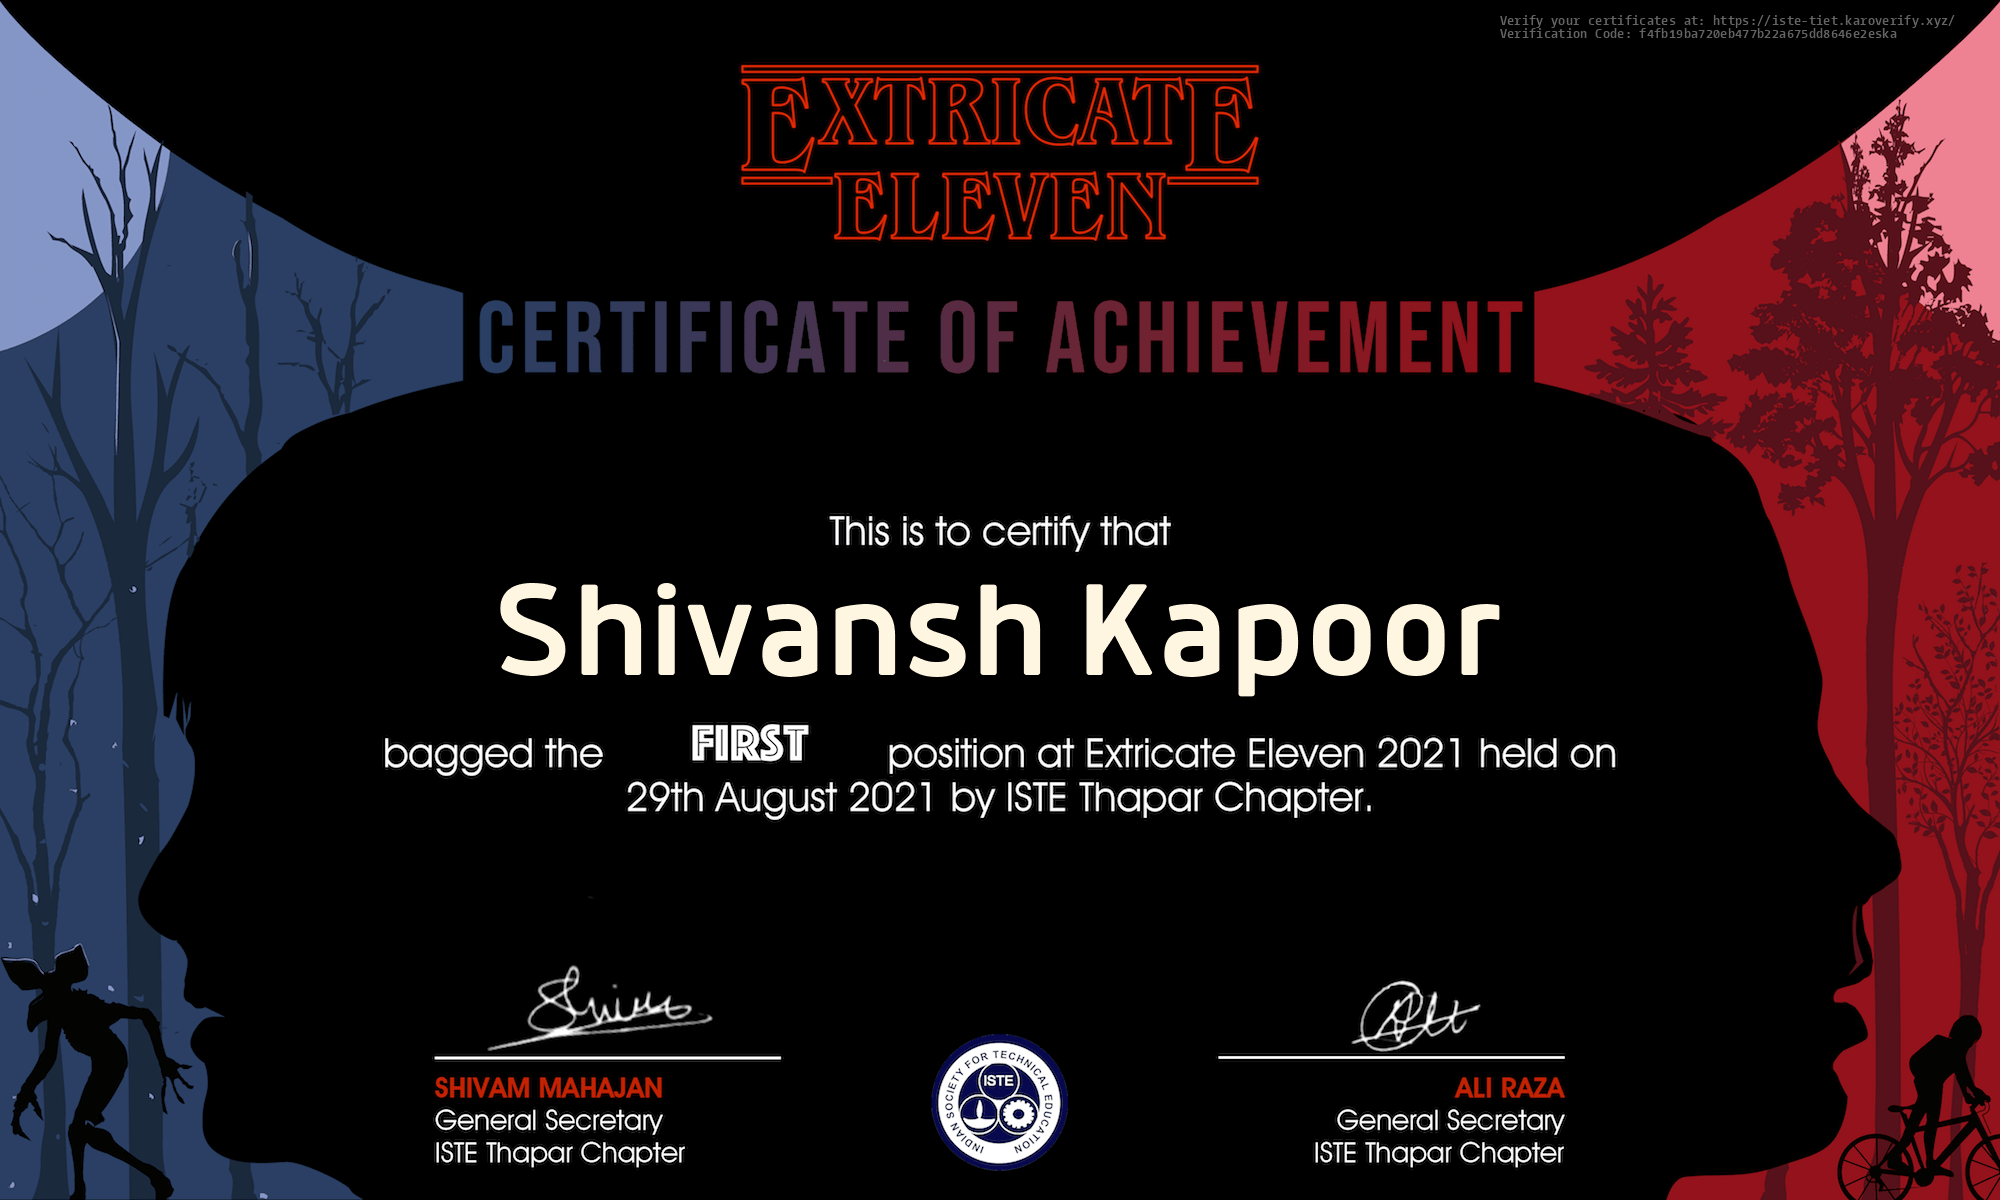 Verify your certificates at: https://iste-tiet.karoverify.xyz/
Verification Code: f4fb19ba720eb477b22a675dd8646e2eska
EXTRICATE
ELEVEN
CERTIFICATE OF ACHIEVEMENT
This is to certify that
Shivansh Kapoor
bagged the FIRST position at Extricate Eleven 2021 held on
29th August 2021 by ISTE Thapar Chapter.
SHIVAM MAHAJAN
General Secretary
ISTE Thapar Chapter
INDIAN SOCIETY FOR TECHNICAL EDUCATION
ISTE
ALI RAZA
General Secretary
ISTE Thapar Chapter